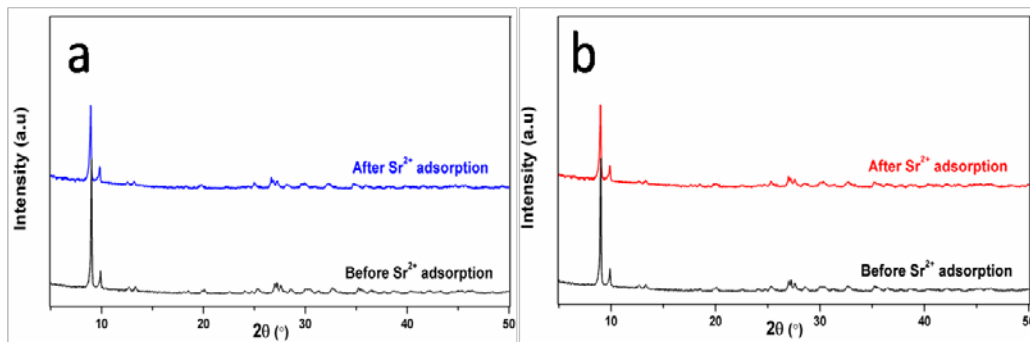 a
Intensity (a.u)
After Sr²⁺ adsorption
Before Sr²⁺ adsorption
10 20 30 40 50
2θ (°)
b
Intensity (a.u)
After Sr²⁺ adsorption
Before Sr²⁺ adsorption
10 20 30 40 50
2θ (°)